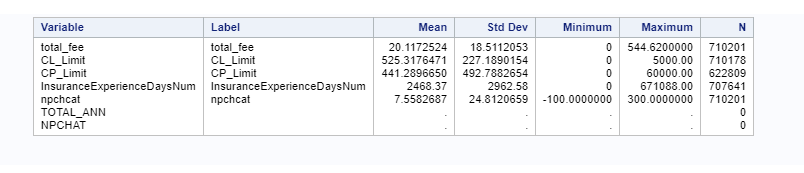 Variable Label Mean Std Dev Minimum Maximum N
total_fee total_fee 20.1172524 18.5112053 0 544.6200000 710201
CL_Limit CL_Limit 525.3176471 227.1890154 0 5000.00 710178
CP_Limit CP_Limit 441.2896650 492.7882654 0 60000.00 622809
InsuranceExperienceDaysNum InsuranceExperienceDaysNum 2468.37 2962.58 0 671088.00 707641
npchcat npchcat 7.5582687 24.8120659 -100.0000000 300.0000000 710201
TOTAL_ANN . . . . 0
NPCHAT . . . . 0